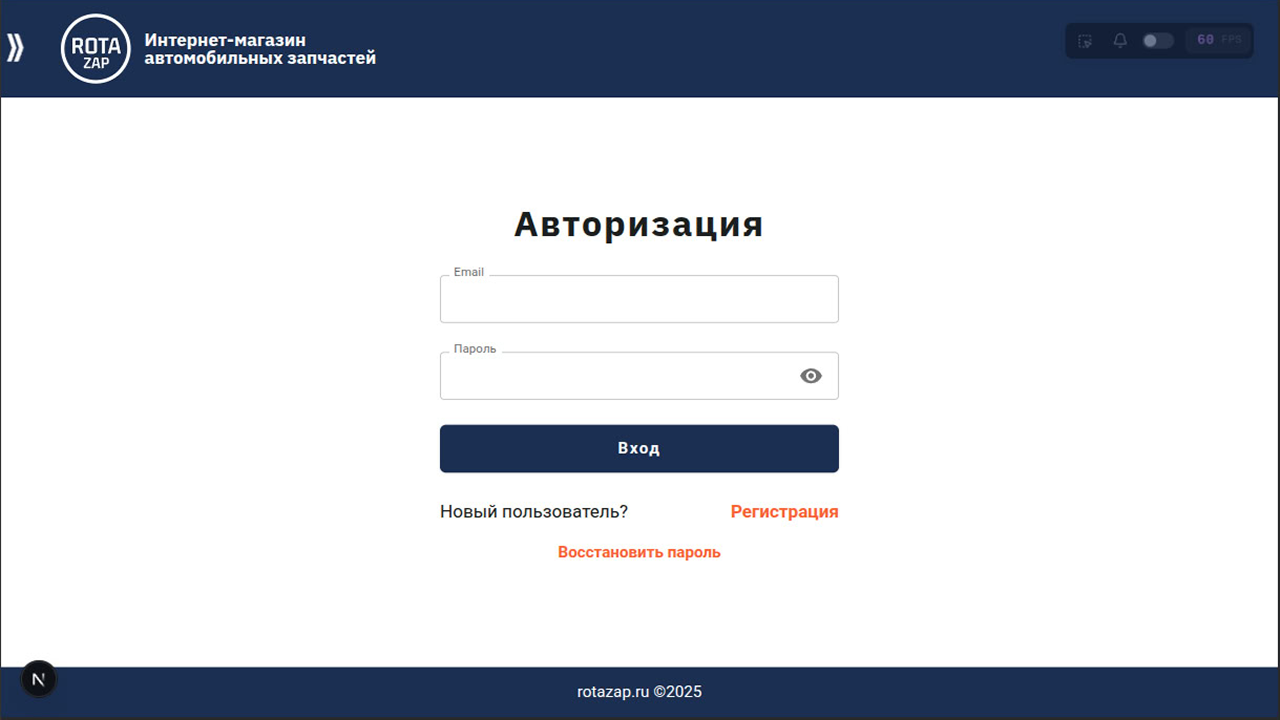 ROTA
ZAP
Интернет-магазин
автомобильных запчастей
60 FPS
Авторизация
Email
Пароль
Вход
Новый пользователь? Регистрация
Восстановить пароль
N
rotazap.ru ©2025